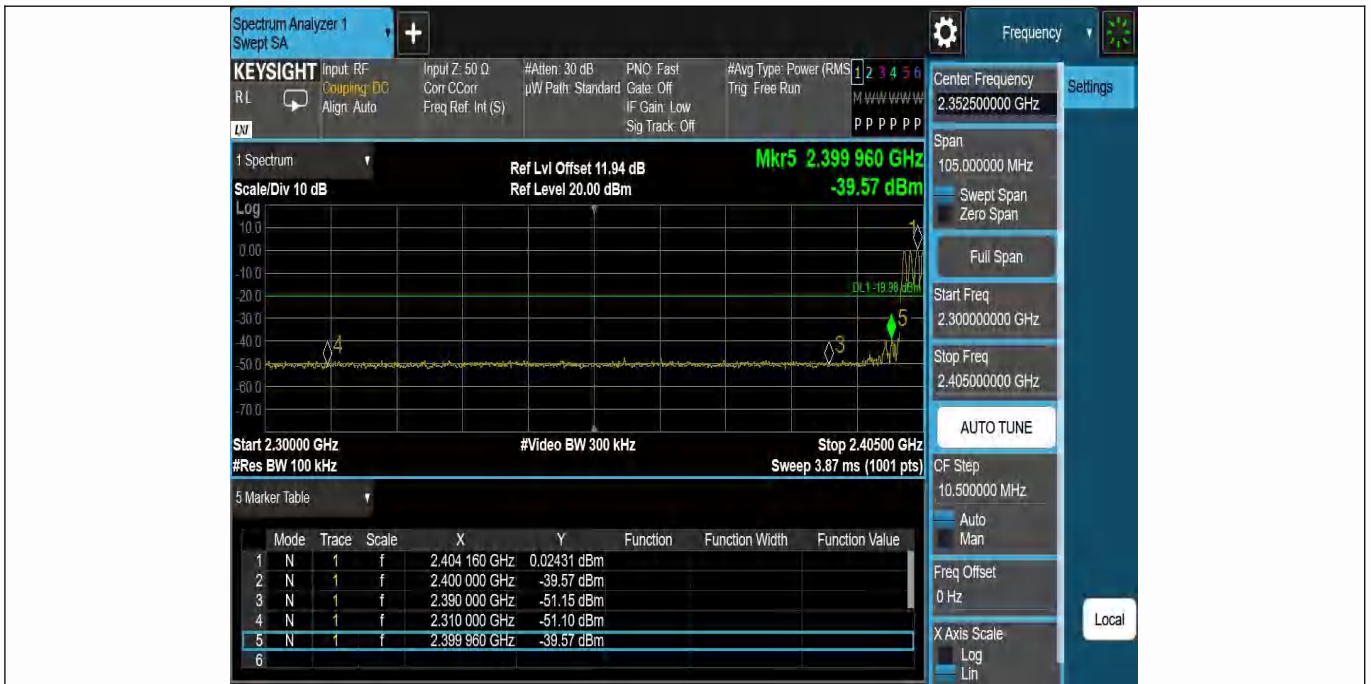 Spectrum Analyzer 1
Swept SA
+
Frequency
KEYSIGHT
RL
LXI
Input: RF
Coupling: DC
Align: Auto
Input Z: 50 Ω
Corr CCorr
Freq Ref: Int (S)
#Atten: 30 dB
µW Path: Standard
PNO: Fast
Gate: Off
IF Gain: Low
Sig Track: Off
#Avg Type: Power (RMS
Trig: Free Run
1 2 3 4 5 6
M W W W W W
P P P P P P
1 Spectrum
Scale/Div 10 dB
Ref Lvl Offset 11.94 dB
Ref Level 20.00 dBm
Mkr5 2.399 960 GHz
-39.57 dBm
Log
10.0
0.00
-10.0
-20.0
-30.0
-40.0
-50.0
-60.0
-70.0
1
DL1 -19.98 dBm
5
4
3
Start 2.30000 GHz
#Video BW 300 kHz
Stop 2.40500 GHz
#Res BW 100 kHz
Sweep 3.87 ms (1001 pts)
5 Marker Table
Mode Trace Scale X Y Function Function Width Function Value
1 N 1 f 2.404 160 GHz 0.02431 dBm
2 N 1 f 2.400 000 GHz -39.57 dBm
3 N 1 f 2.390 000 GHz -51.15 dBm
4 N 1 f 2.310 000 GHz -51.10 dBm
5 N 1 f 2.399 960 GHz -39.57 dBm
6
Center Frequency
2.352500000 GHz
Settings
Span
105.000000 MHz
Swept Span
Zero Span
Full Span
Start Freq
2.300000000 GHz
Stop Freq
2.405000000 GHz
AUTO TUNE
CF Step
10.500000 MHz
Auto
Man
Freq Offset
0 Hz
X Axis Scale
Log
Lin
Local